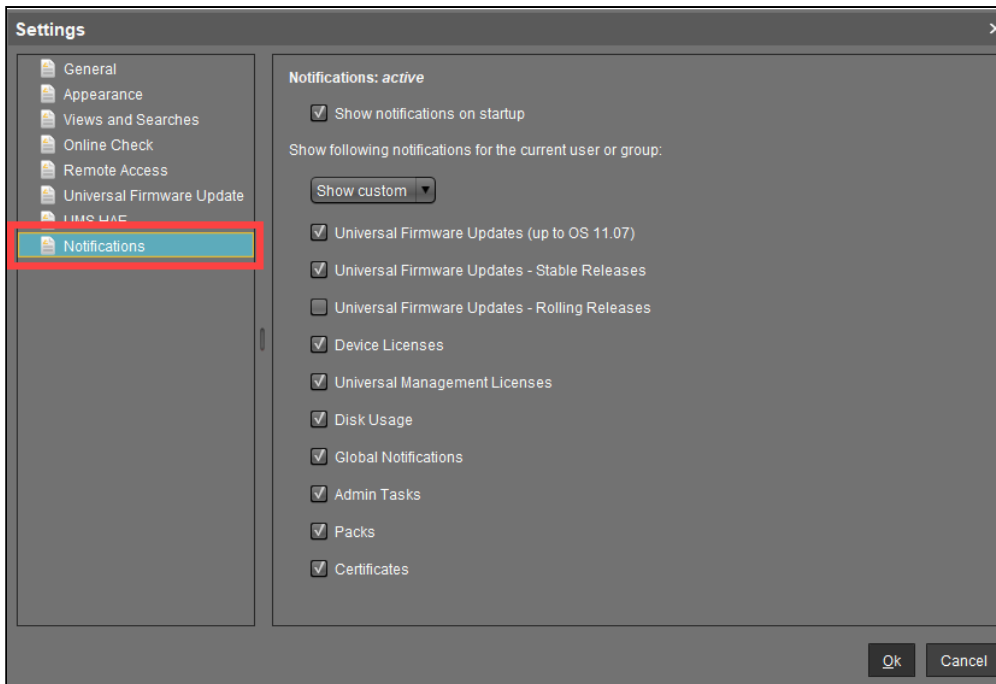 Settings
General
Appearance
Views and Searches
Online Check
Remote Access
Universal Firmware Update
UMS HAE
Notifications
Notifications: active
Show notifications on startup
Show following notifications for the current user or group:
Show custom
Universal Firmware Updates (up to OS 11.07)
Universal Firmware Updates - Stable Releases
Universal Firmware Updates - Rolling Releases
Device Licenses
Universal Management Licenses
Disk Usage
Global Notifications
Admin Tasks
Packs
Certificates
Ok
Cancel